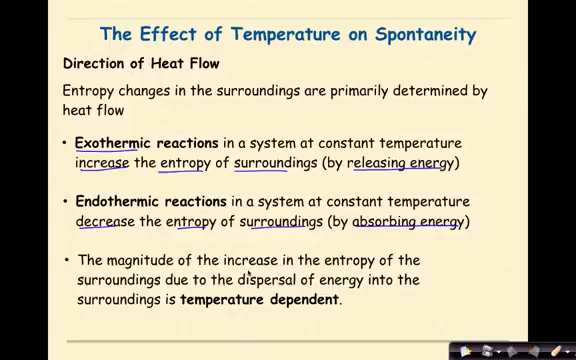 The Effect of Temperature on Spontaneity
Direction of Heat Flow
Entropy changes in the surroundings are primarily determined by
heat flow
• Exothermic reactions in a system at constant temperature
increase the entropy of surroundings (by releasing energy)
• Endothermic reactions in a system at constant temperature
decrease the entropy of surroundings (by absorbing energy)
• The magnitude of the increase in the entropy of the
surroundings due to the dispersal of energy into the
surroundings is temperature dependent.